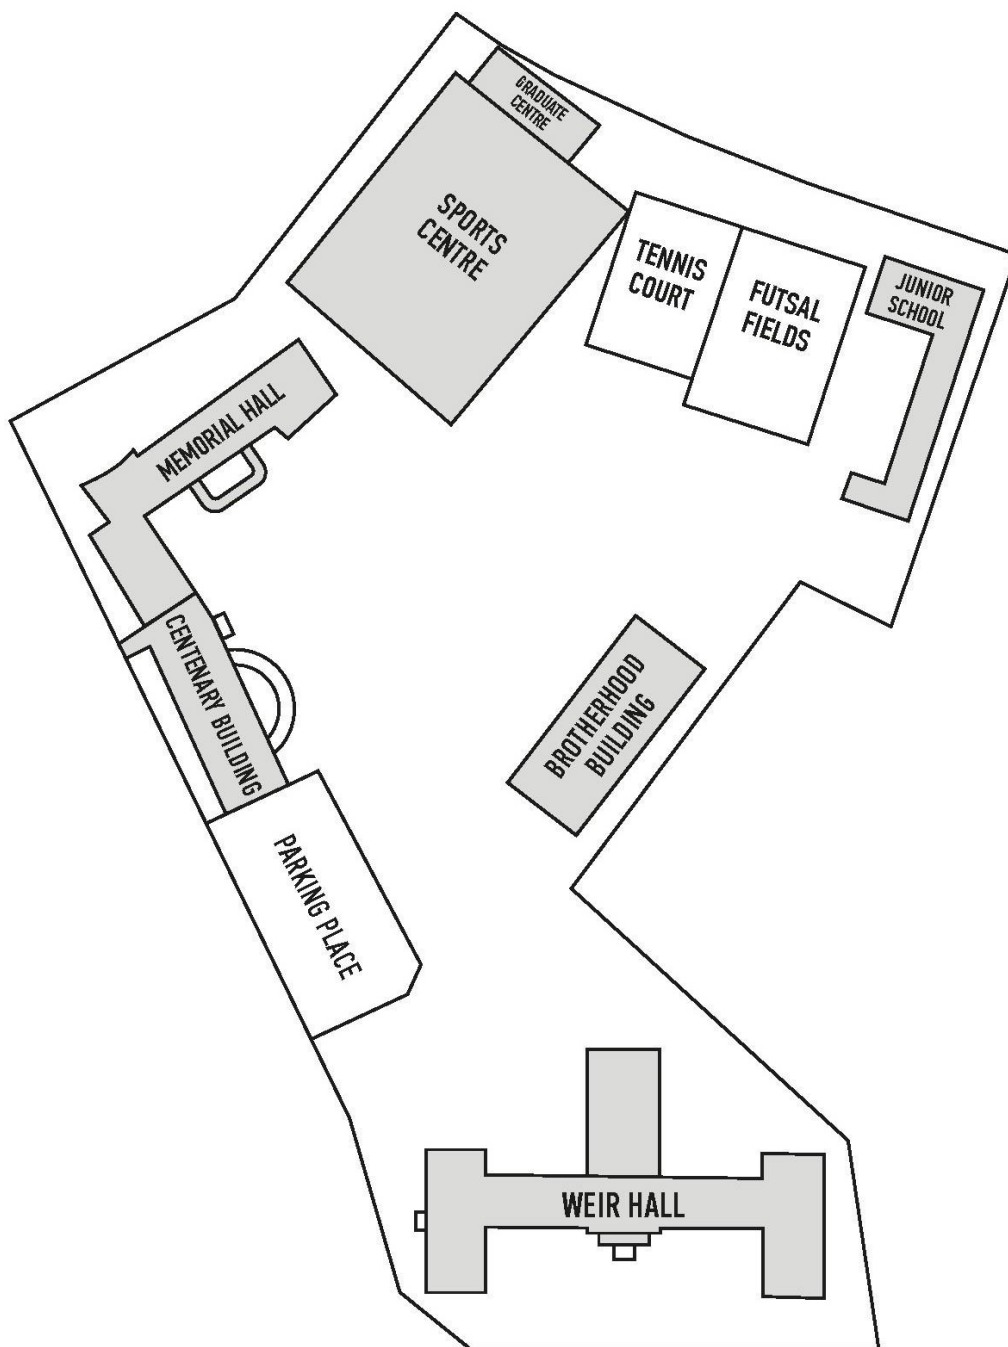 GRADUATE
CENTRE
SPORTS
CENTRE
TENNIS
COURT
FUTSAL
FIELDS
JUNIOR
SCHOOL
MEMORIAL HALL
CENTENARY BUILDING
BROTHERHOOD
BUILDING
PARKING PLACE
WEIR HALL